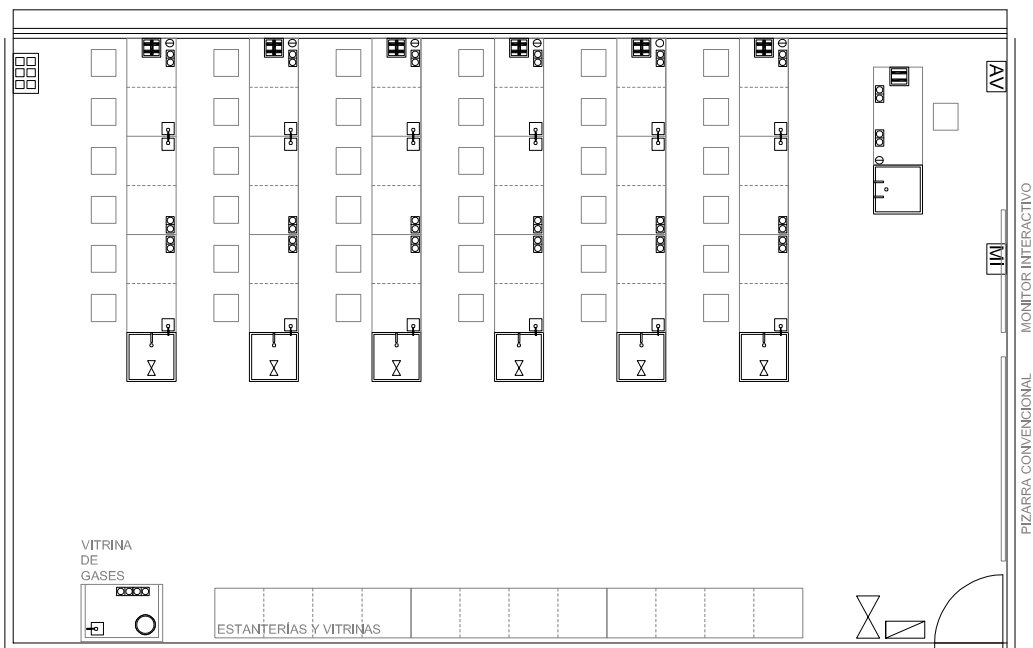 AV
MI
MONITOR INTERACTIVO
PIZARRA CONVENCIONAL
VITRINA
DE
GASES
ESTANTERÍAS Y VITRINAS